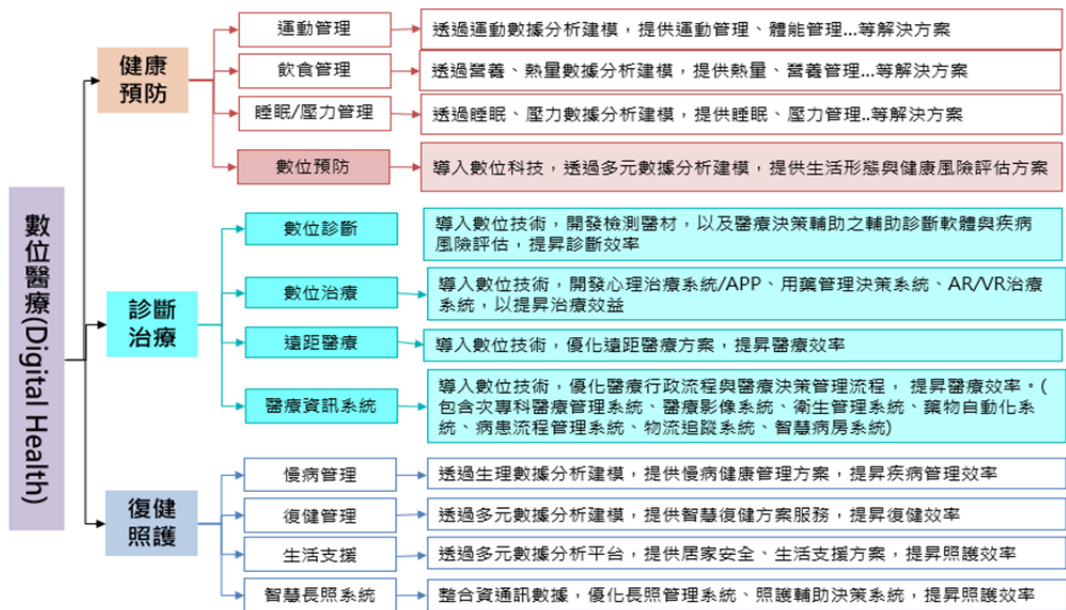 數位醫療(Digital Health)
健康
預防
運動管理
透過運動數據分析建模，提供運動管理、體能管理...等解決方案
飲食管理
透過營養、熱量數據分析建模，提供熱量、營養管理...等解決方案
睡眠/壓力管理
透過睡眠、壓力數據分析建模，提供睡眠、壓力管理..等解決方案
數位預防
導入數位科技，透過多元數據分析建模，提供生活形態與健康風險評估方案
診斷
治療
數位診斷
導入數位技術，開發檢測醫材，以及醫療決策輔助之輔助診斷軟體與疾病
風險評估，提昇診斷效率
數位治療
導入數位技術，開發心理治療系統/APP、用藥管理決策系統、AR/VR治療
系統，以提昇治療效益
遠距醫療
導入數位技術，優化遠距醫療方案，提昇醫療效率
醫療資訊系統
導入數位技術，優化醫療行政流程與醫療決策管理流程， 提昇醫療效率。(
包含次專科醫療管理系統、醫療影像系統、衛生管理系統、藥物自動化系
統、病患流程管理系統、物流追蹤系統、智慧病房系統)
復健
照護
慢病管理
透過生理數據分析建模，提供慢病健康管理方案，提昇疾病管理效率
復健管理
透過多元數據分析建模，提供智慧復健方案服務，提昇復健效率
生活支援
透過多元數據分析平台，提供居家安全、生活支援方案，提昇照護效率
智慧長照系統
整合資通訊數據，優化長照管理系統、照護輔助決策系統，提昇照護效率